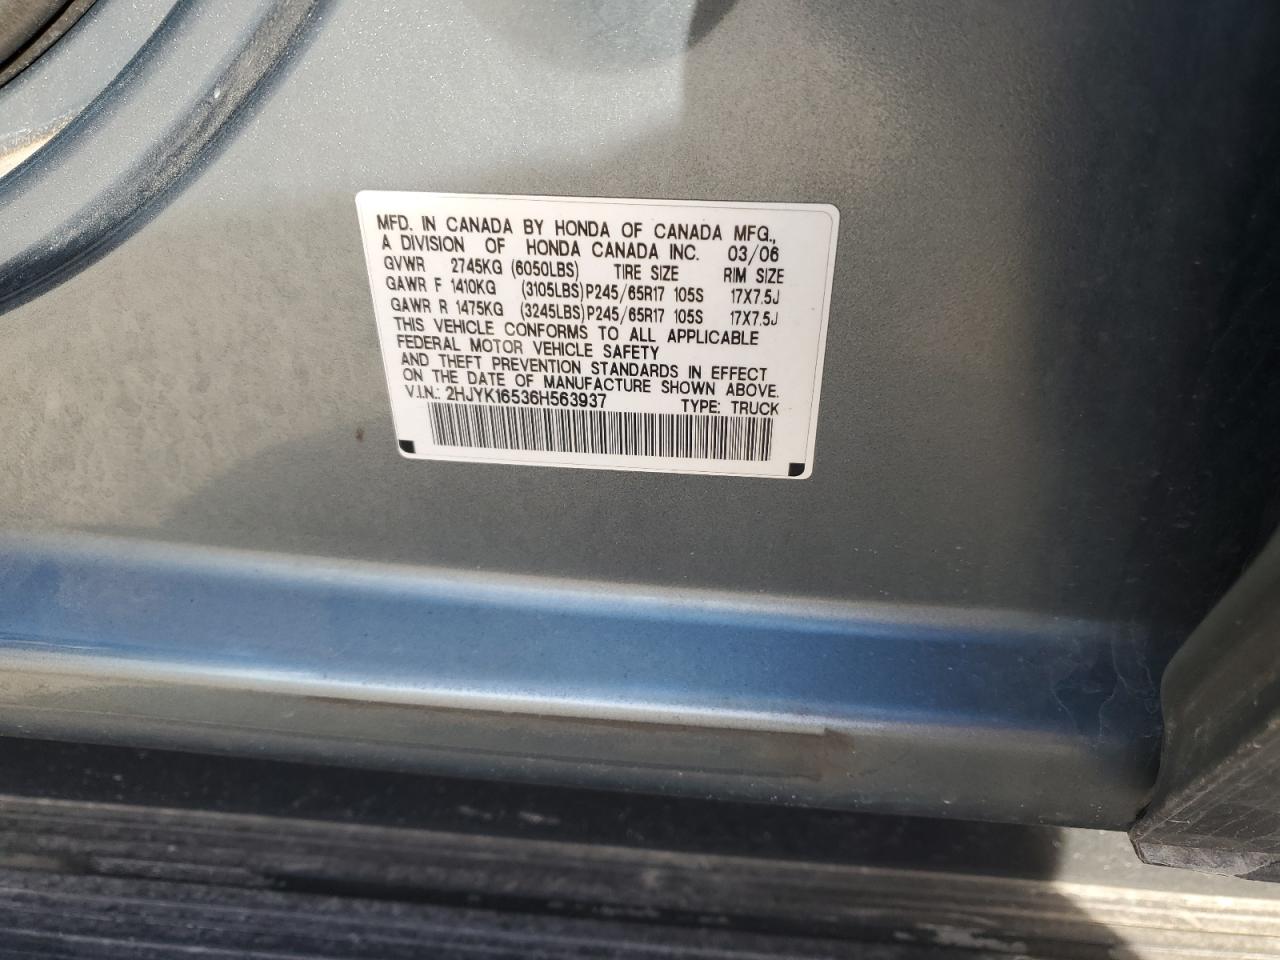 MFD. IN CANADA BY HONDA OF CANADA MFG.,
A DIVISION OF HONDA CANADA INC. 03/06
GVWR 2745KG (6050LBS) TIRE SIZE RIM SIZE
GAWR F 1410KG (3105LBS) P245/65R17 105S 17X7.5J
GAWR R 1475KG (3245LBS) P245/65R17 105S 17X7.5J
THIS VEHICLE CONFORMS TO ALL APPLICABLE
FEDERAL MOTOR VEHICLE SAFETY
AND THEFT PREVENTION STANDARDS IN EFFECT
ON THE DATE OF MANUFACTURE SHOWN ABOVE.
V.I.N.: 2HJYK16536H563937 TYPE: TRUCK